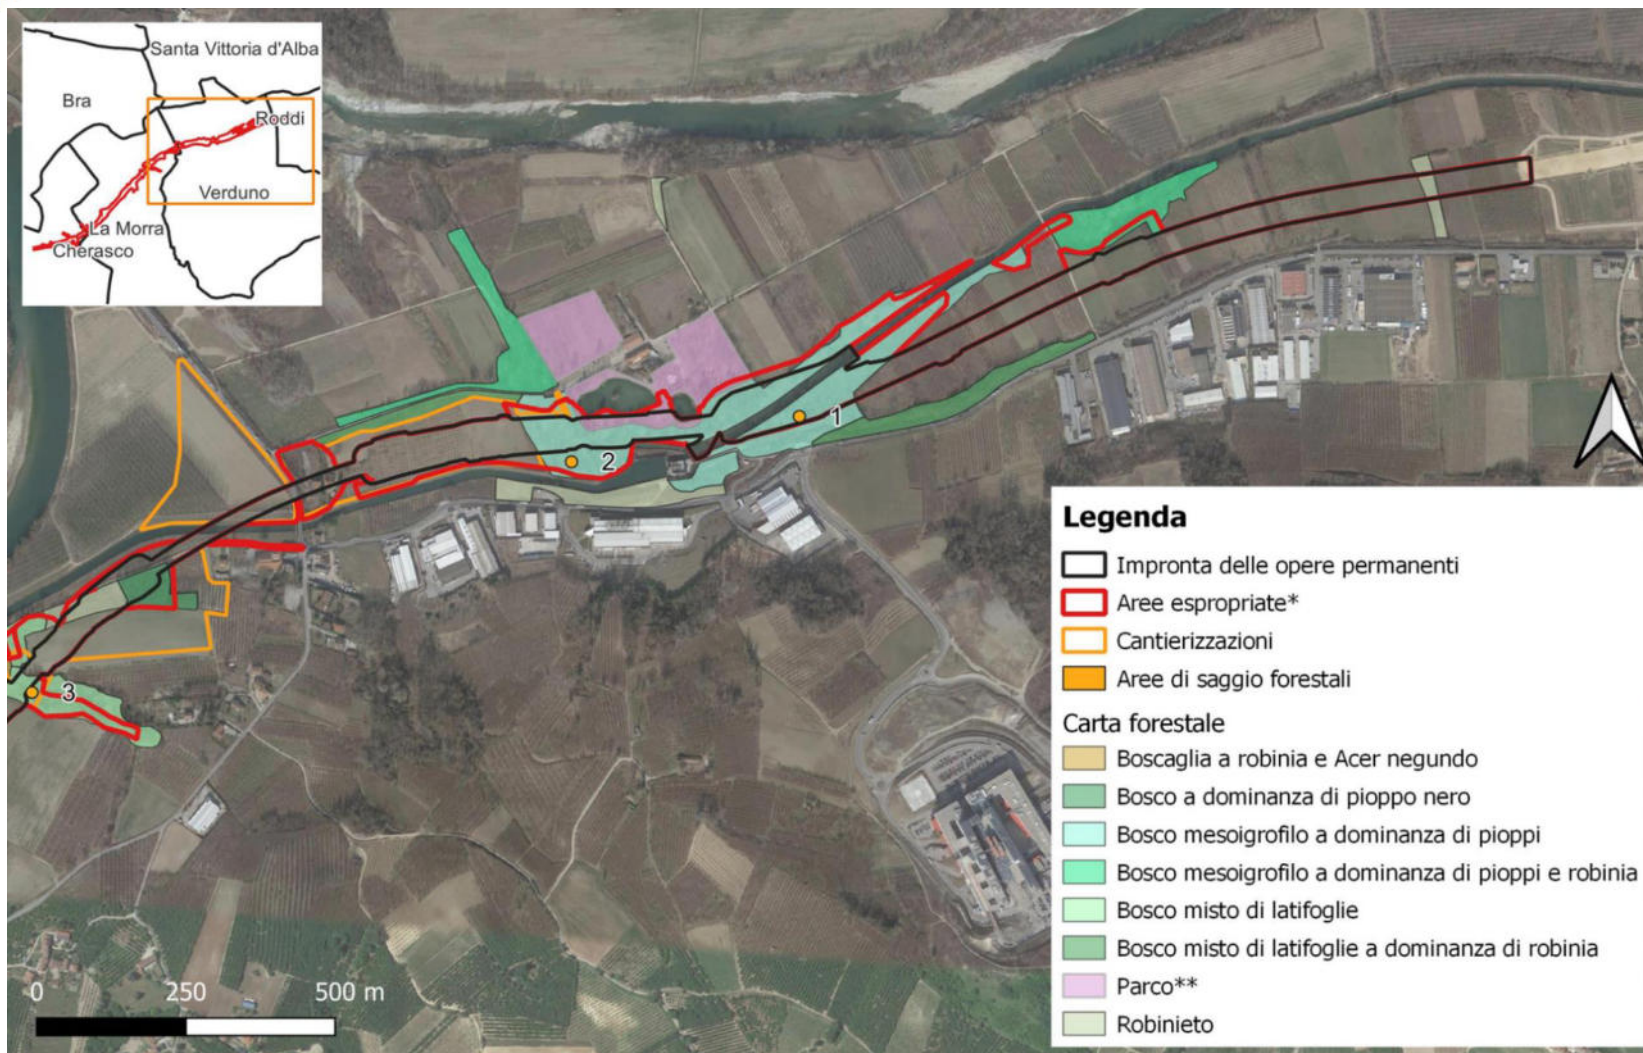 Santa Vittoria d'Alba
Bra
Roddi
Verduno
La Morra
Cherasco
1
2
3
Legenda
Impronta delle opere permanenti
Aree espropriate*
Cantierizzazioni
Aree di saggio forestali
Carta forestale
Boscaglia a robinia e Acer negundo
Bosco a dominanza di pioppo nero
Bosco mesoigrofilo a dominanza di pioppi
Bosco mesoigrofilo a dominanza di pioppi e robinia
Bosco misto di latifoglie
Bosco misto di latifoglie a dominanza di robinia
Parco**
Robinieto
0 250 500 m